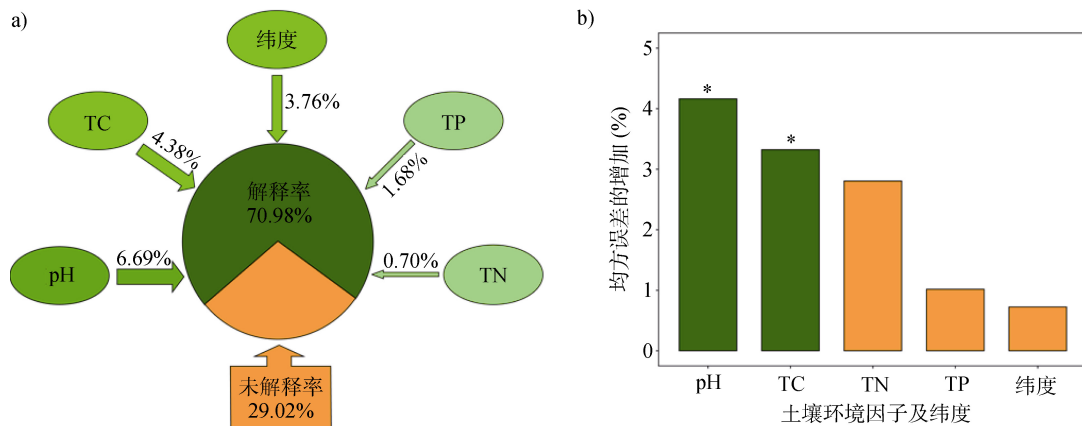 a)
纬度
3.76%
TC
4.38%
TP
1.68%
解释率
70.98%
pH
6.69%
0.70%
TN
未解释率
29.02%
b)
均方误差的增加 (%)
5
4
3
2
1
0
*
*
pH TC TN TP 纬度
土壤环境因子及纬度